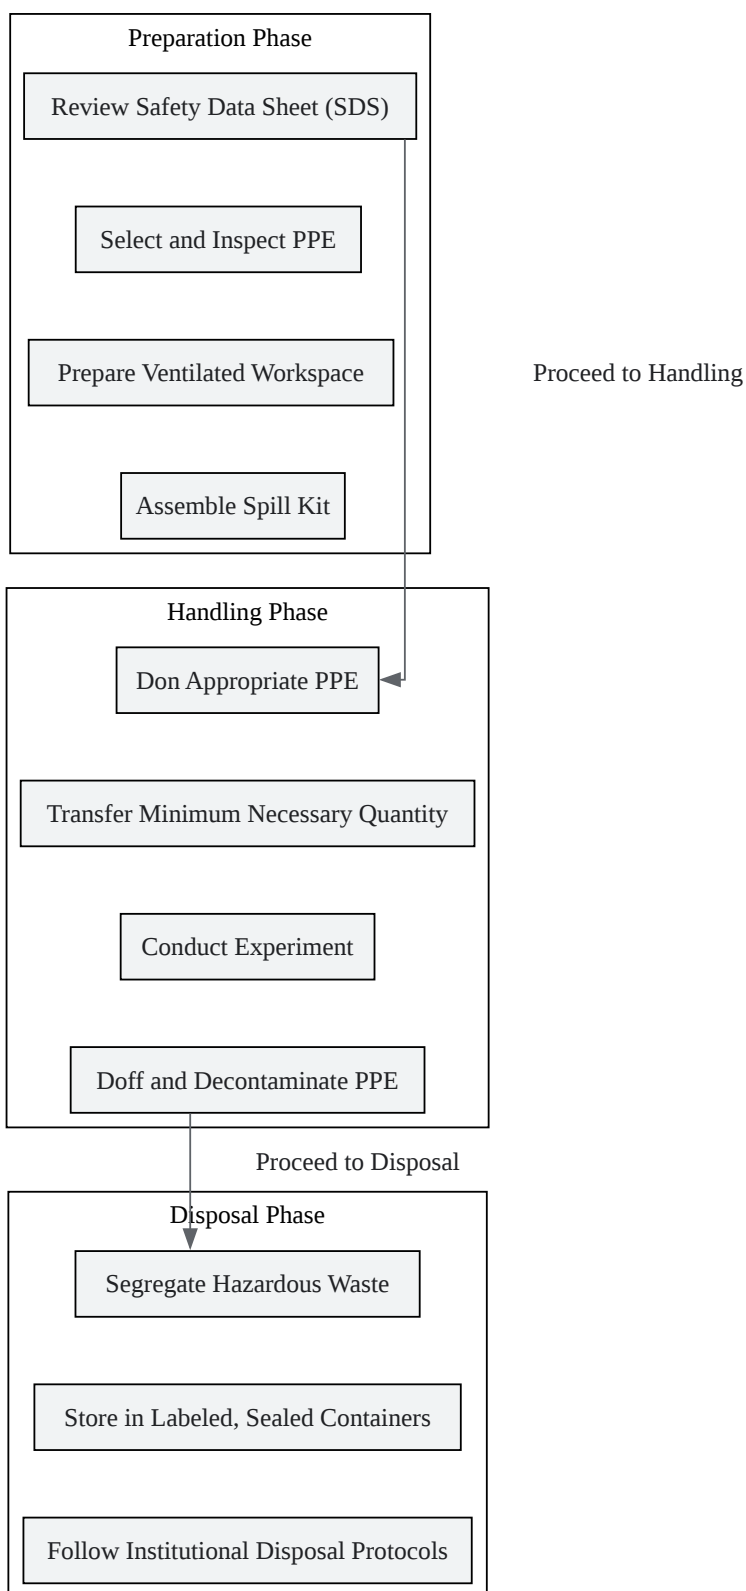 Preparation Phase
Review Safety Data Sheet (SDS)
Select and Inspect PPE
Prepare Ventilated Workspace
Proceed to Handling
Assemble Spill Kit
Handling Phase
Don Appropriate PPE
Transfer Minimum Necessary Quantity
Conduct Experiment
Doff and Decontaminate PPE
Proceed to Disposal
Disposal Phase
Segregate Hazardous Waste
Store in Labeled, Sealed Containers
Follow Institutional Disposal Protocols